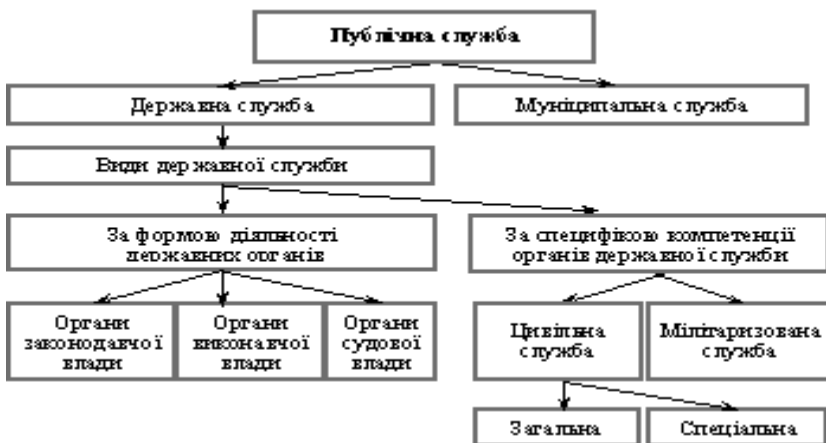 Публічна служба
Державна служба
Муніципальна служба
Види державної служби
За формою діяльності
державних органів
За специфікою компетенції
органів державної служби
Органи
законодавчої
влади
Органи
виконавчої
влади
Органи
судової
влади
Цивільна
служба
Мілітаризована
служба
Загальна
Спеціальна